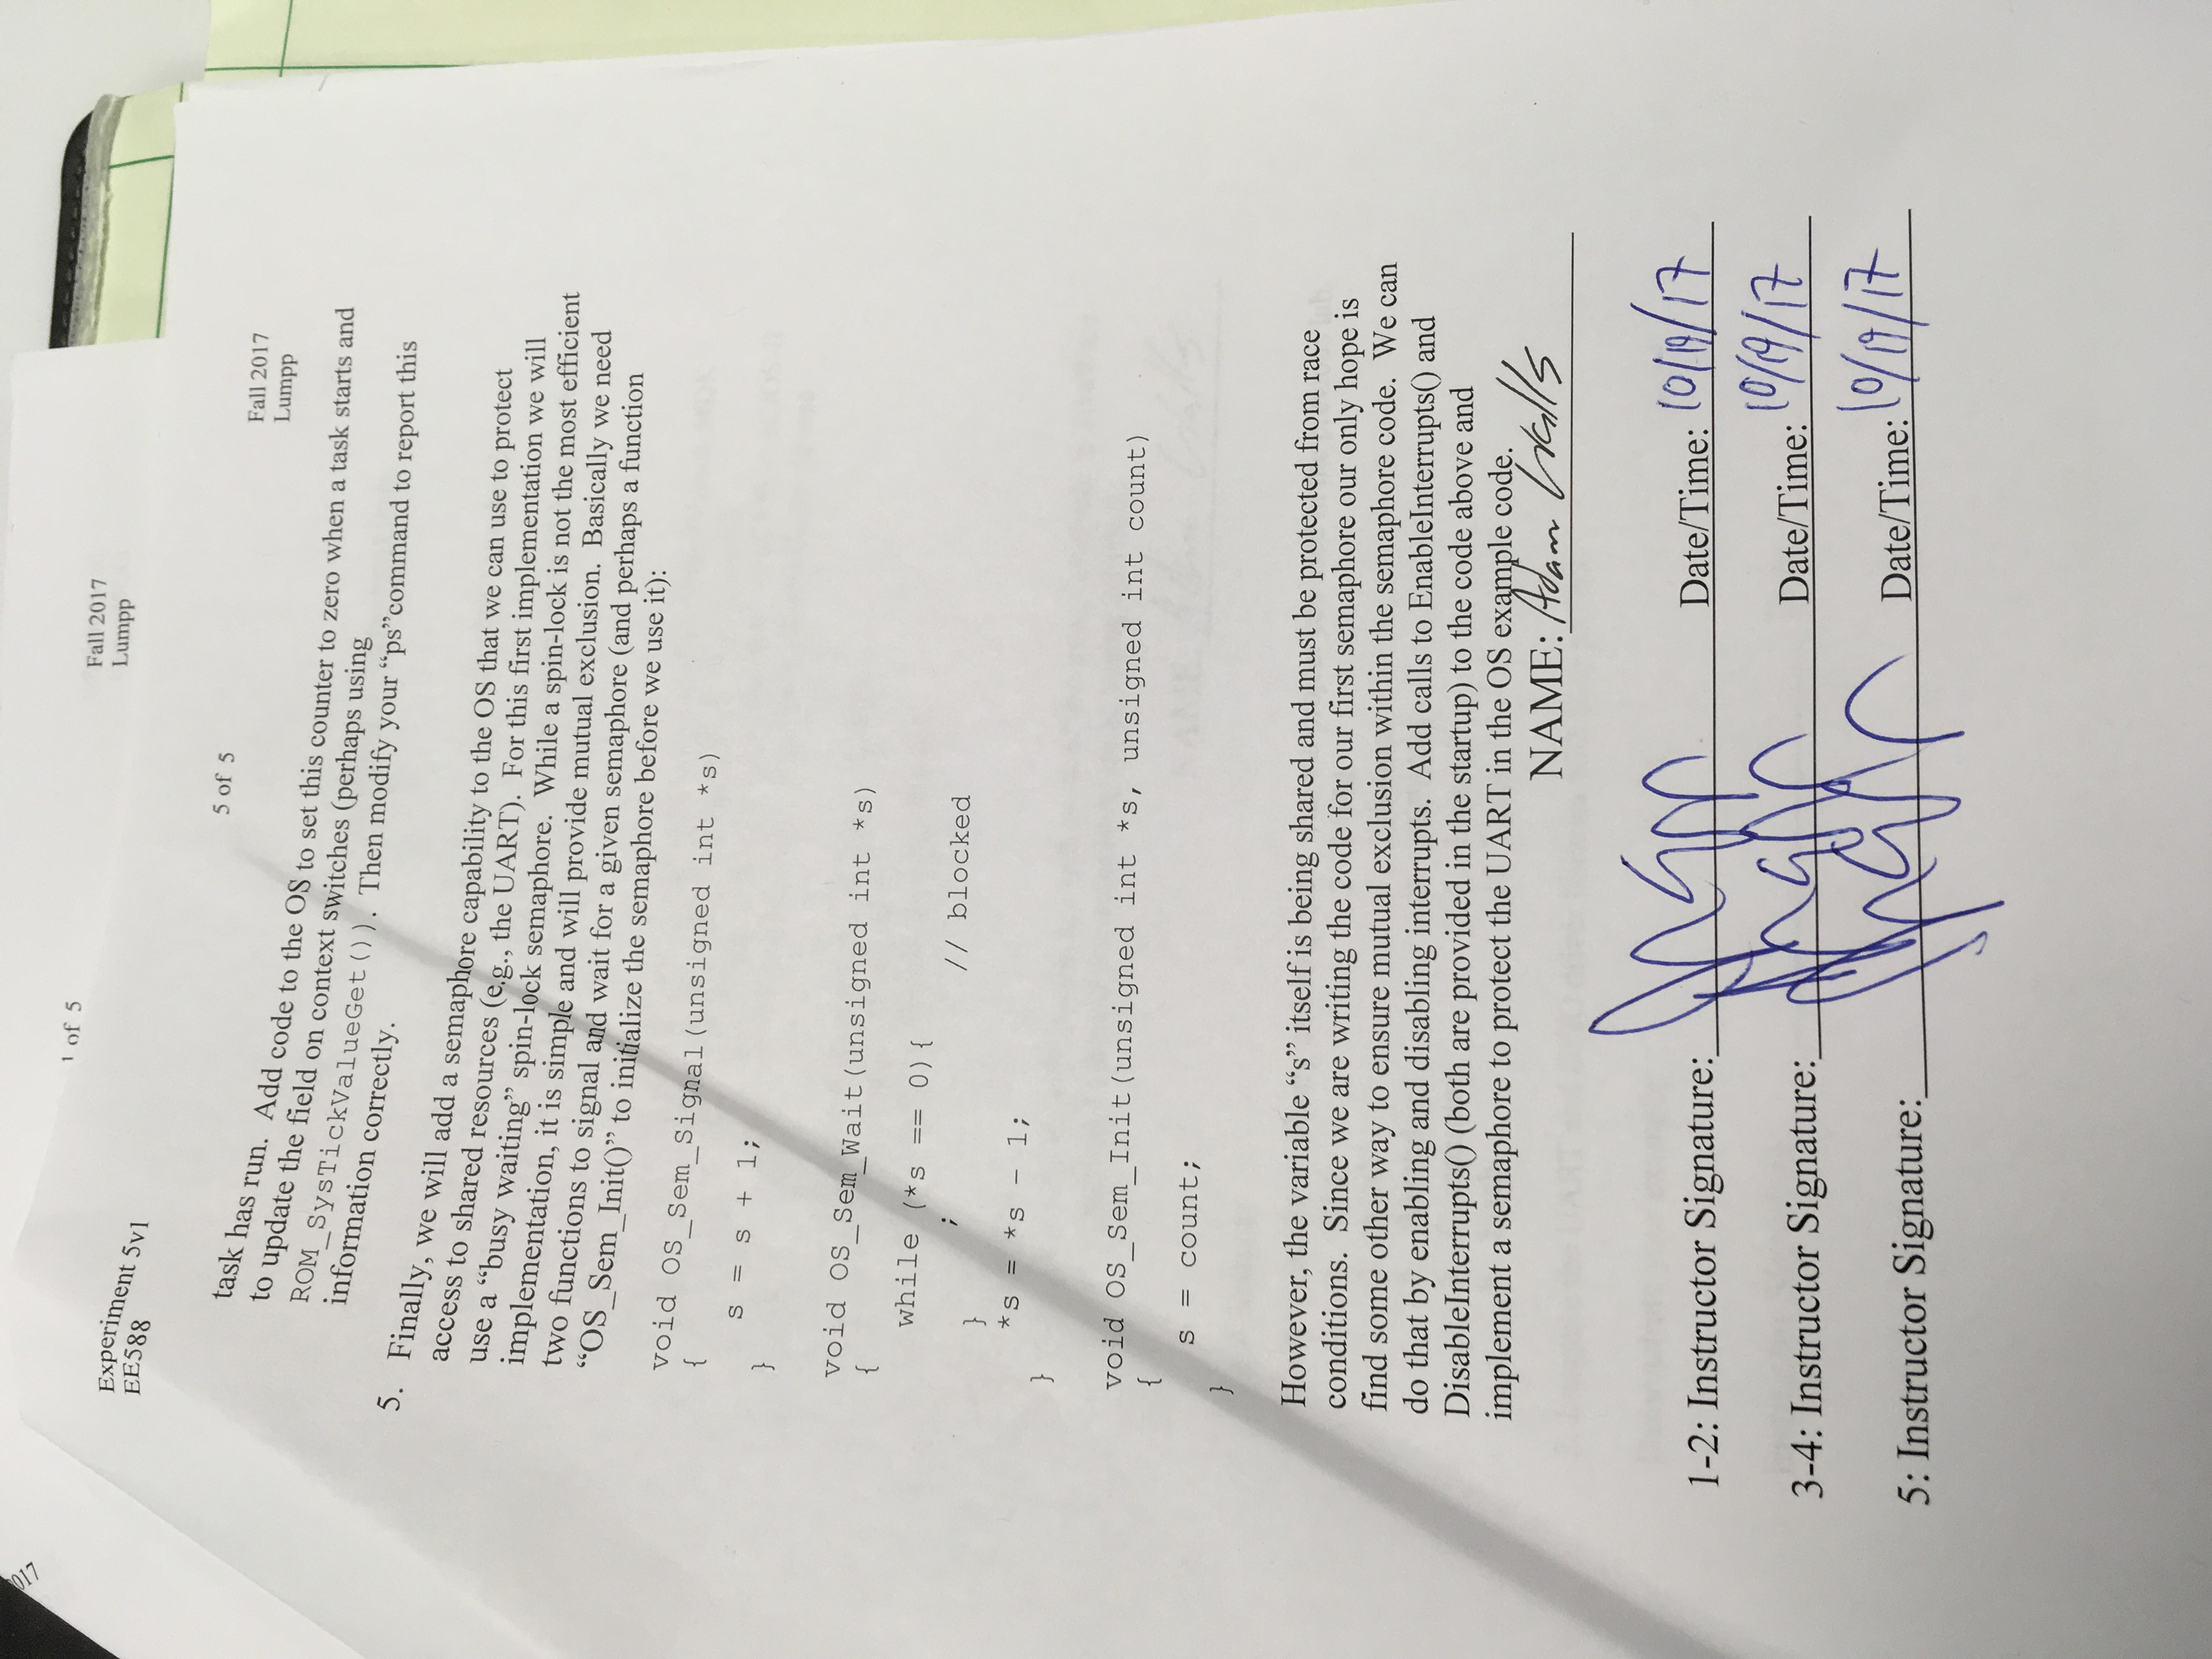 017
1 of 5
Fall 2017
Lumpp
Experiment 5v1
EE588
5 of 5
Fall 2017
Lumpp
task has run. Add code to the OS to set this counter to zero when a task starts and
to update the field on context switches (perhaps using
ROM_SysTickValueGet()). Then modify your “ps”command to report this
information correctly.
5. Finally, we will add a semaphore capability to the OS that we can use to protect
access to shared resources (e.g., the UART). For this first implementation we will
use a “busy waiting” spin-lock semaphore. While a spin-lock is not the most efficient
implementation, it is simple and will provide mutual exclusion. Basically we need
two functions to signal and wait for a given semaphore (and perhaps a function
“OS_Sem_Init()” to initialize the semaphore before we use it):
void OS_Sem_Signal(unsigned int *s)
{
s = s + 1;
}
void OS_Sem_Wait(unsigned int *s)
{
while (*s == 0){
; // blocked
}
*s = *s - 1;
}
void OS_Sem_Init(unsigned int *s, unsigned int count)
{
s = count;
}
However, the variable “s” itself is being shared and must be protected from race
conditions. Since we are writing the code for our first semaphore our only hope is
find some other way to ensure mutual exclusion within the semaphore code. We can
do that by enabling and disabling interrupts. Add calls to EnableInterrupts() and
DisableInterrupts() (both are provided in the startup) to the code above and
implement a semaphore to protect the UART in the OS example code.
NAME: Adam Walls
1-2: Instructor Signature: Date/Time: 10/19/17
3-4: Instructor Signature: Date/Time: 10/19/17
5: Instructor Signature: Date/Time: 10/19/17